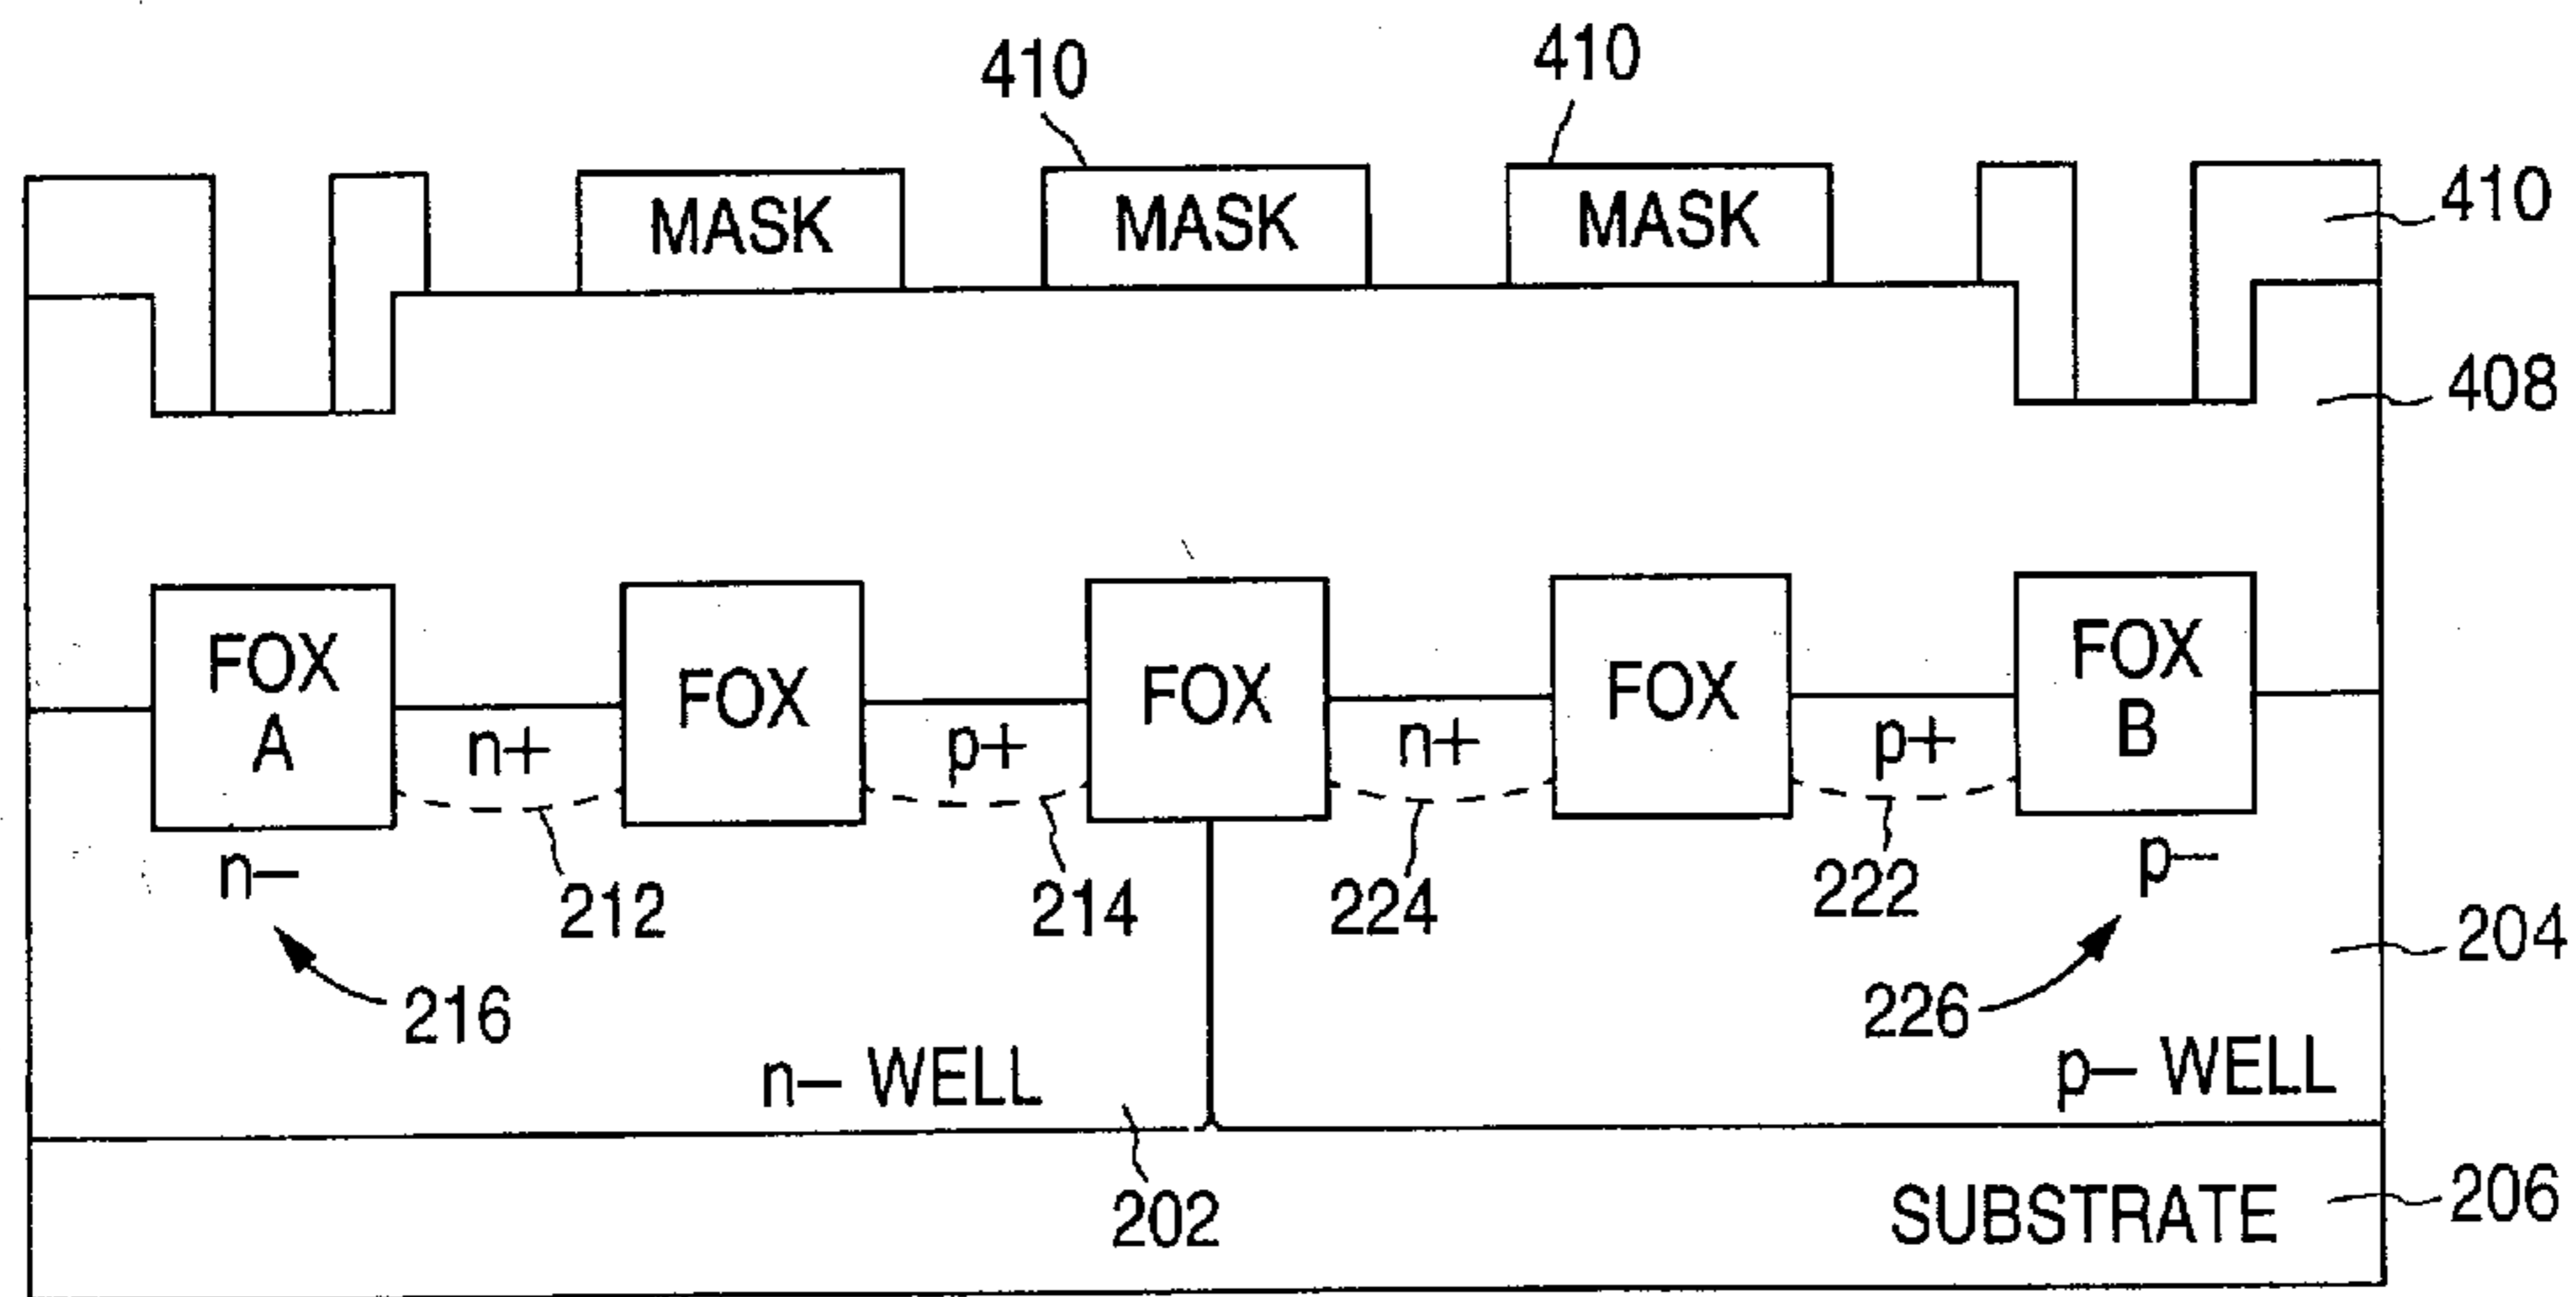 410
410
MASK
MASK
MASK
410
408
FOX
A
FOX
FOX
FOX
FOX
B
n+
p+
n+
p+
n–
212
214
224
222
p–
204
216
226
n– WELL
p– WELL
202
SUBSTRATE
206